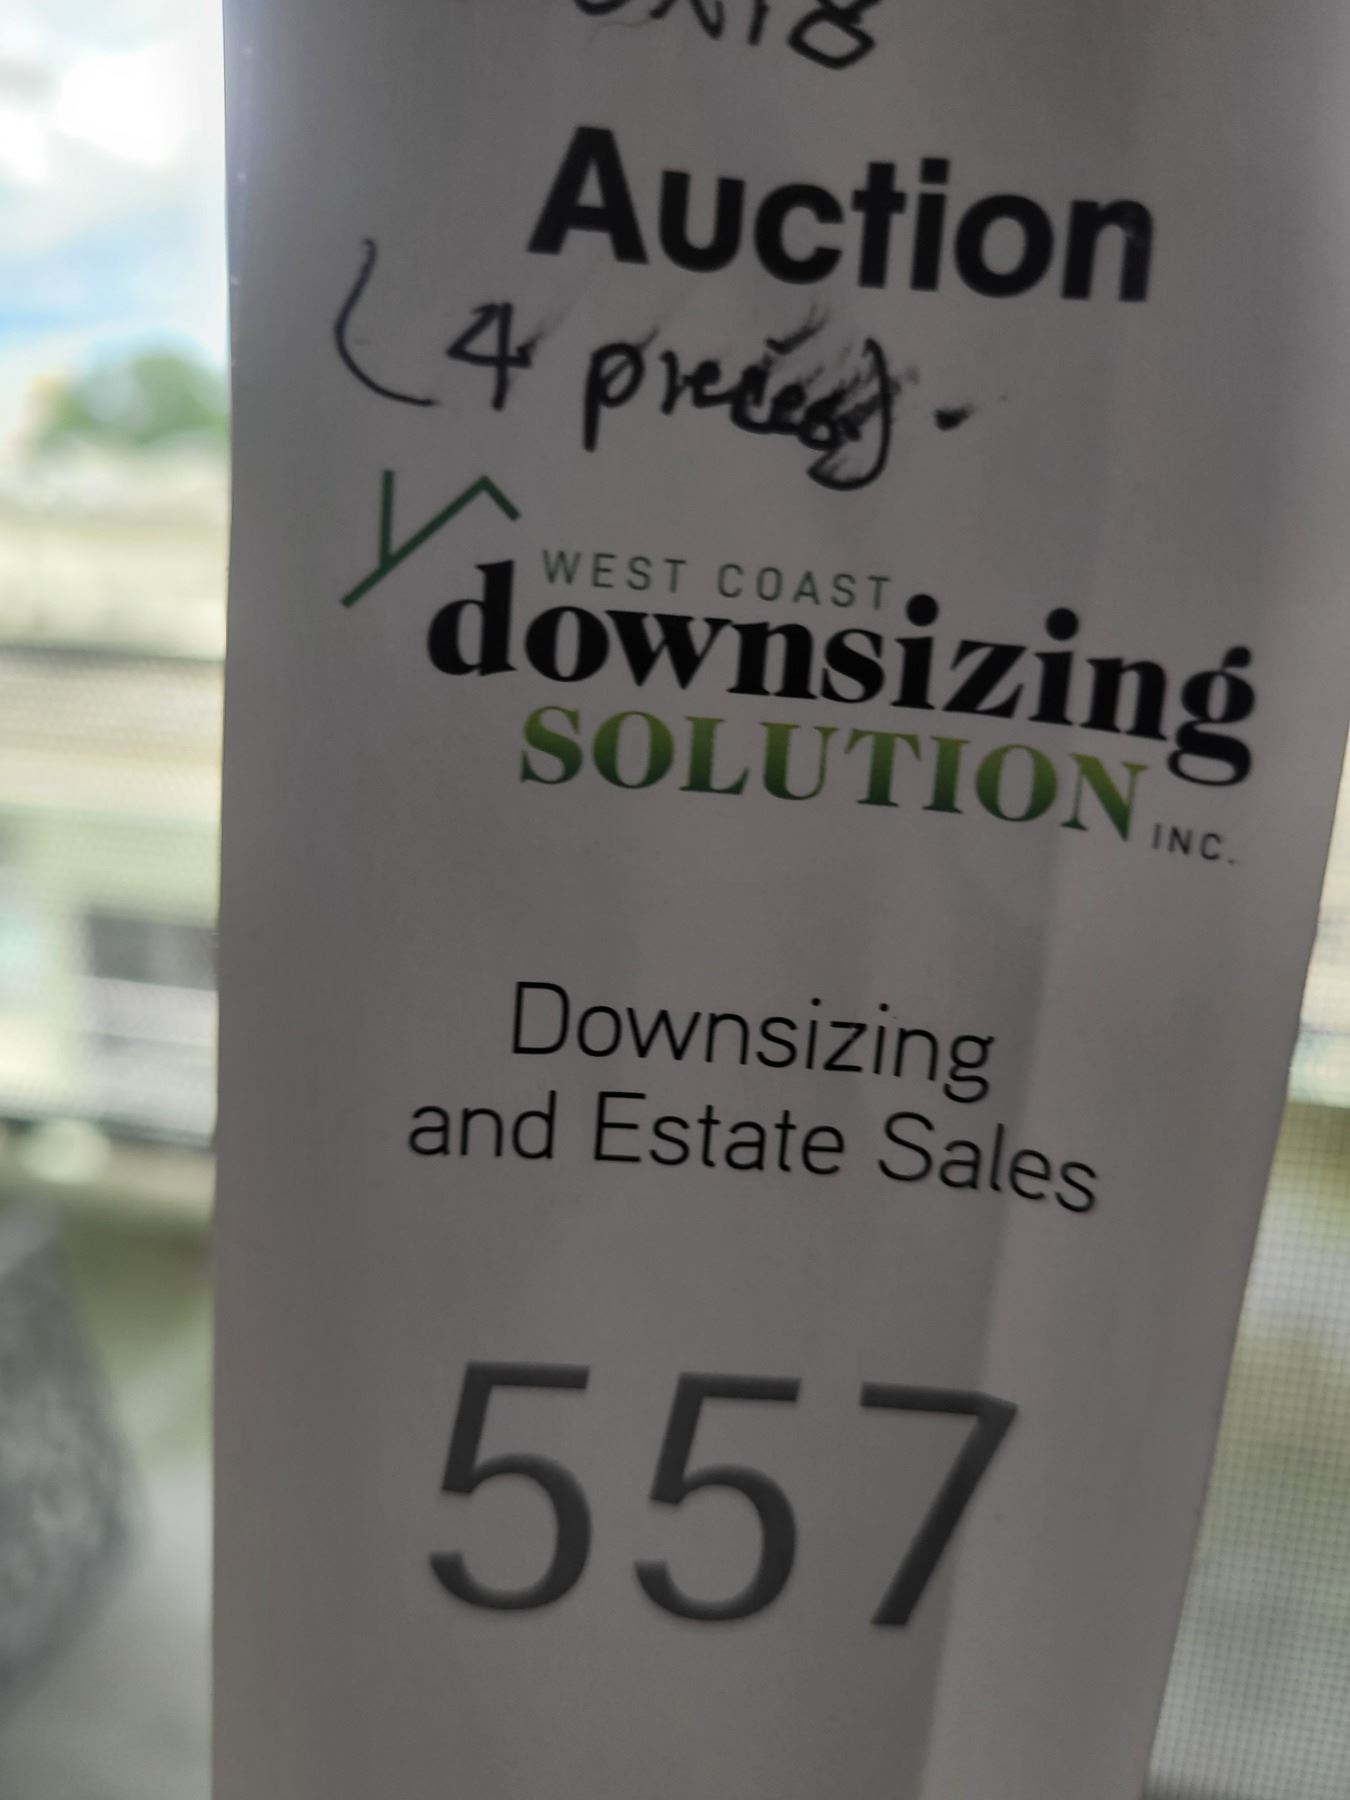 Auction
(4 pieces).
WEST COAST
downsizing
SOLUTION INC.
Downsizing
and Estate Sales
557